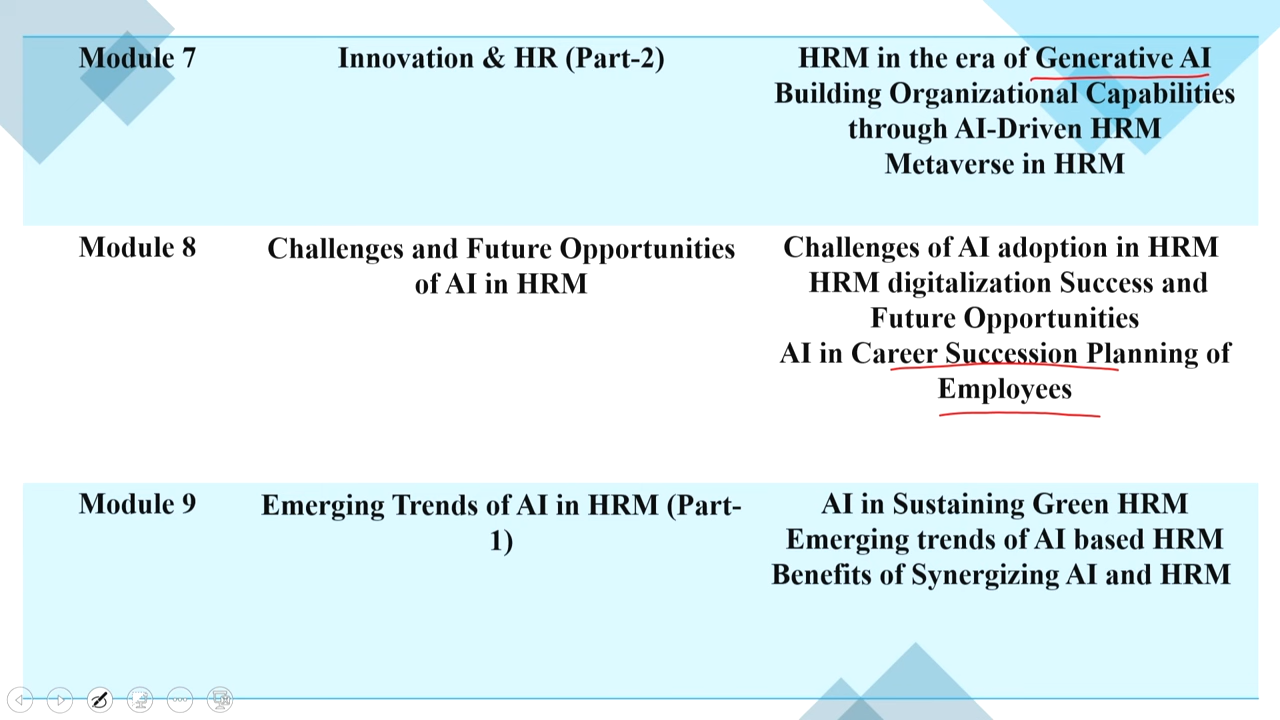 Module 7
Innovation & HR (Part-2)
HRM in the era of Generative AI
Building Organizational Capabilities
through AI-Driven HRM
Metaverse in HRM
Module 8
Challenges and Future Opportunities
of AI in HRM
Challenges of AI adoption in HRM
HRM digitalization Success and
Future Opportunities
AI in Career Succession Planning of
Employees
Module 9
Emerging Trends of AI in HRM (Part-
1)
AI in Sustaining Green HRM
Emerging trends of AI based HRM
Benefits of Synergizing AI and HRM